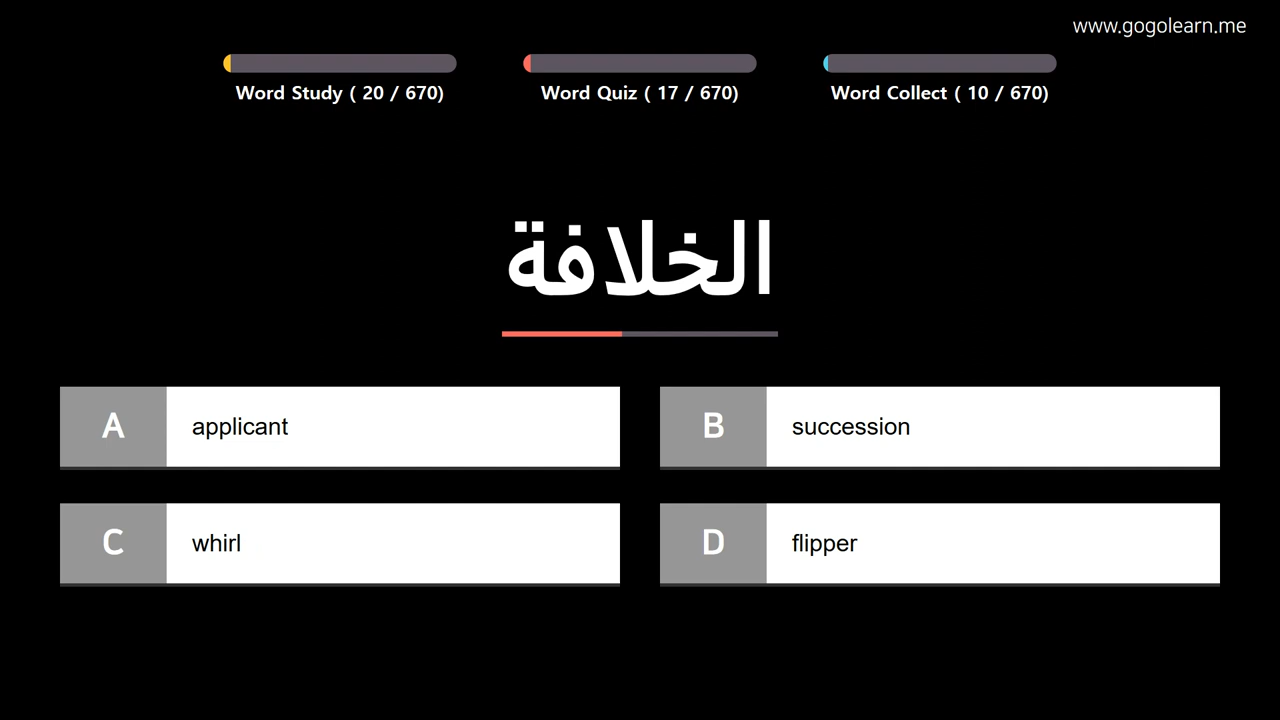 www.gogolearn.me
Word Study ( 20 / 670)
Word Quiz ( 17 / 670)
Word Collect ( 10 / 670)
الخلافة
A applicant
B succession
C whirl
D flipper